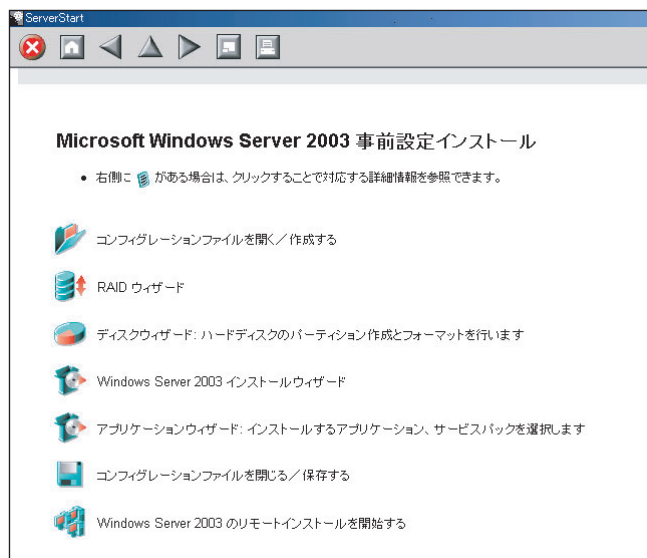 ServerStart
Microsoft Windows Server 2003 事前設定インストール
• 右側に がある場合は、クリックすることで対応する詳細情報を参照できます。
コンフィグレーションファイルを開く／作成する
RAID ウィザード
ディスクウィザード: ハードディスクのパーティション作成とフォーマットを行います
Windows Server 2003 インストールウィザード
アプリケーションウィザード: インストールするアプリケーション、サービスパックを選択します
コンフィグレーションファイルを閉じる／保存する
Windows Server 2003 のリモートインストールを開始する